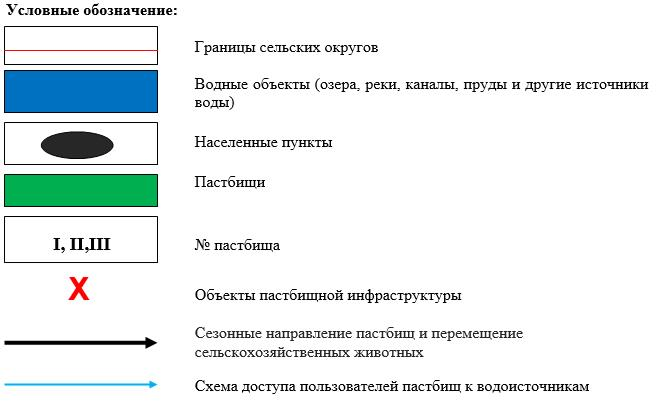 Условные обозначение:
Границы сельских округов
Водные объекты (озера, реки, каналы, пруды и другие источники
воды)
Населенные пункты
Пастбищи
I, II,III
№ пастбища
X
Объекты пастбищной инфраструктуры
Сезонные направление пастбищ и перемещение
сельскохозяйственных животных
Схема доступа пользователей пастбищ к водоисточникам